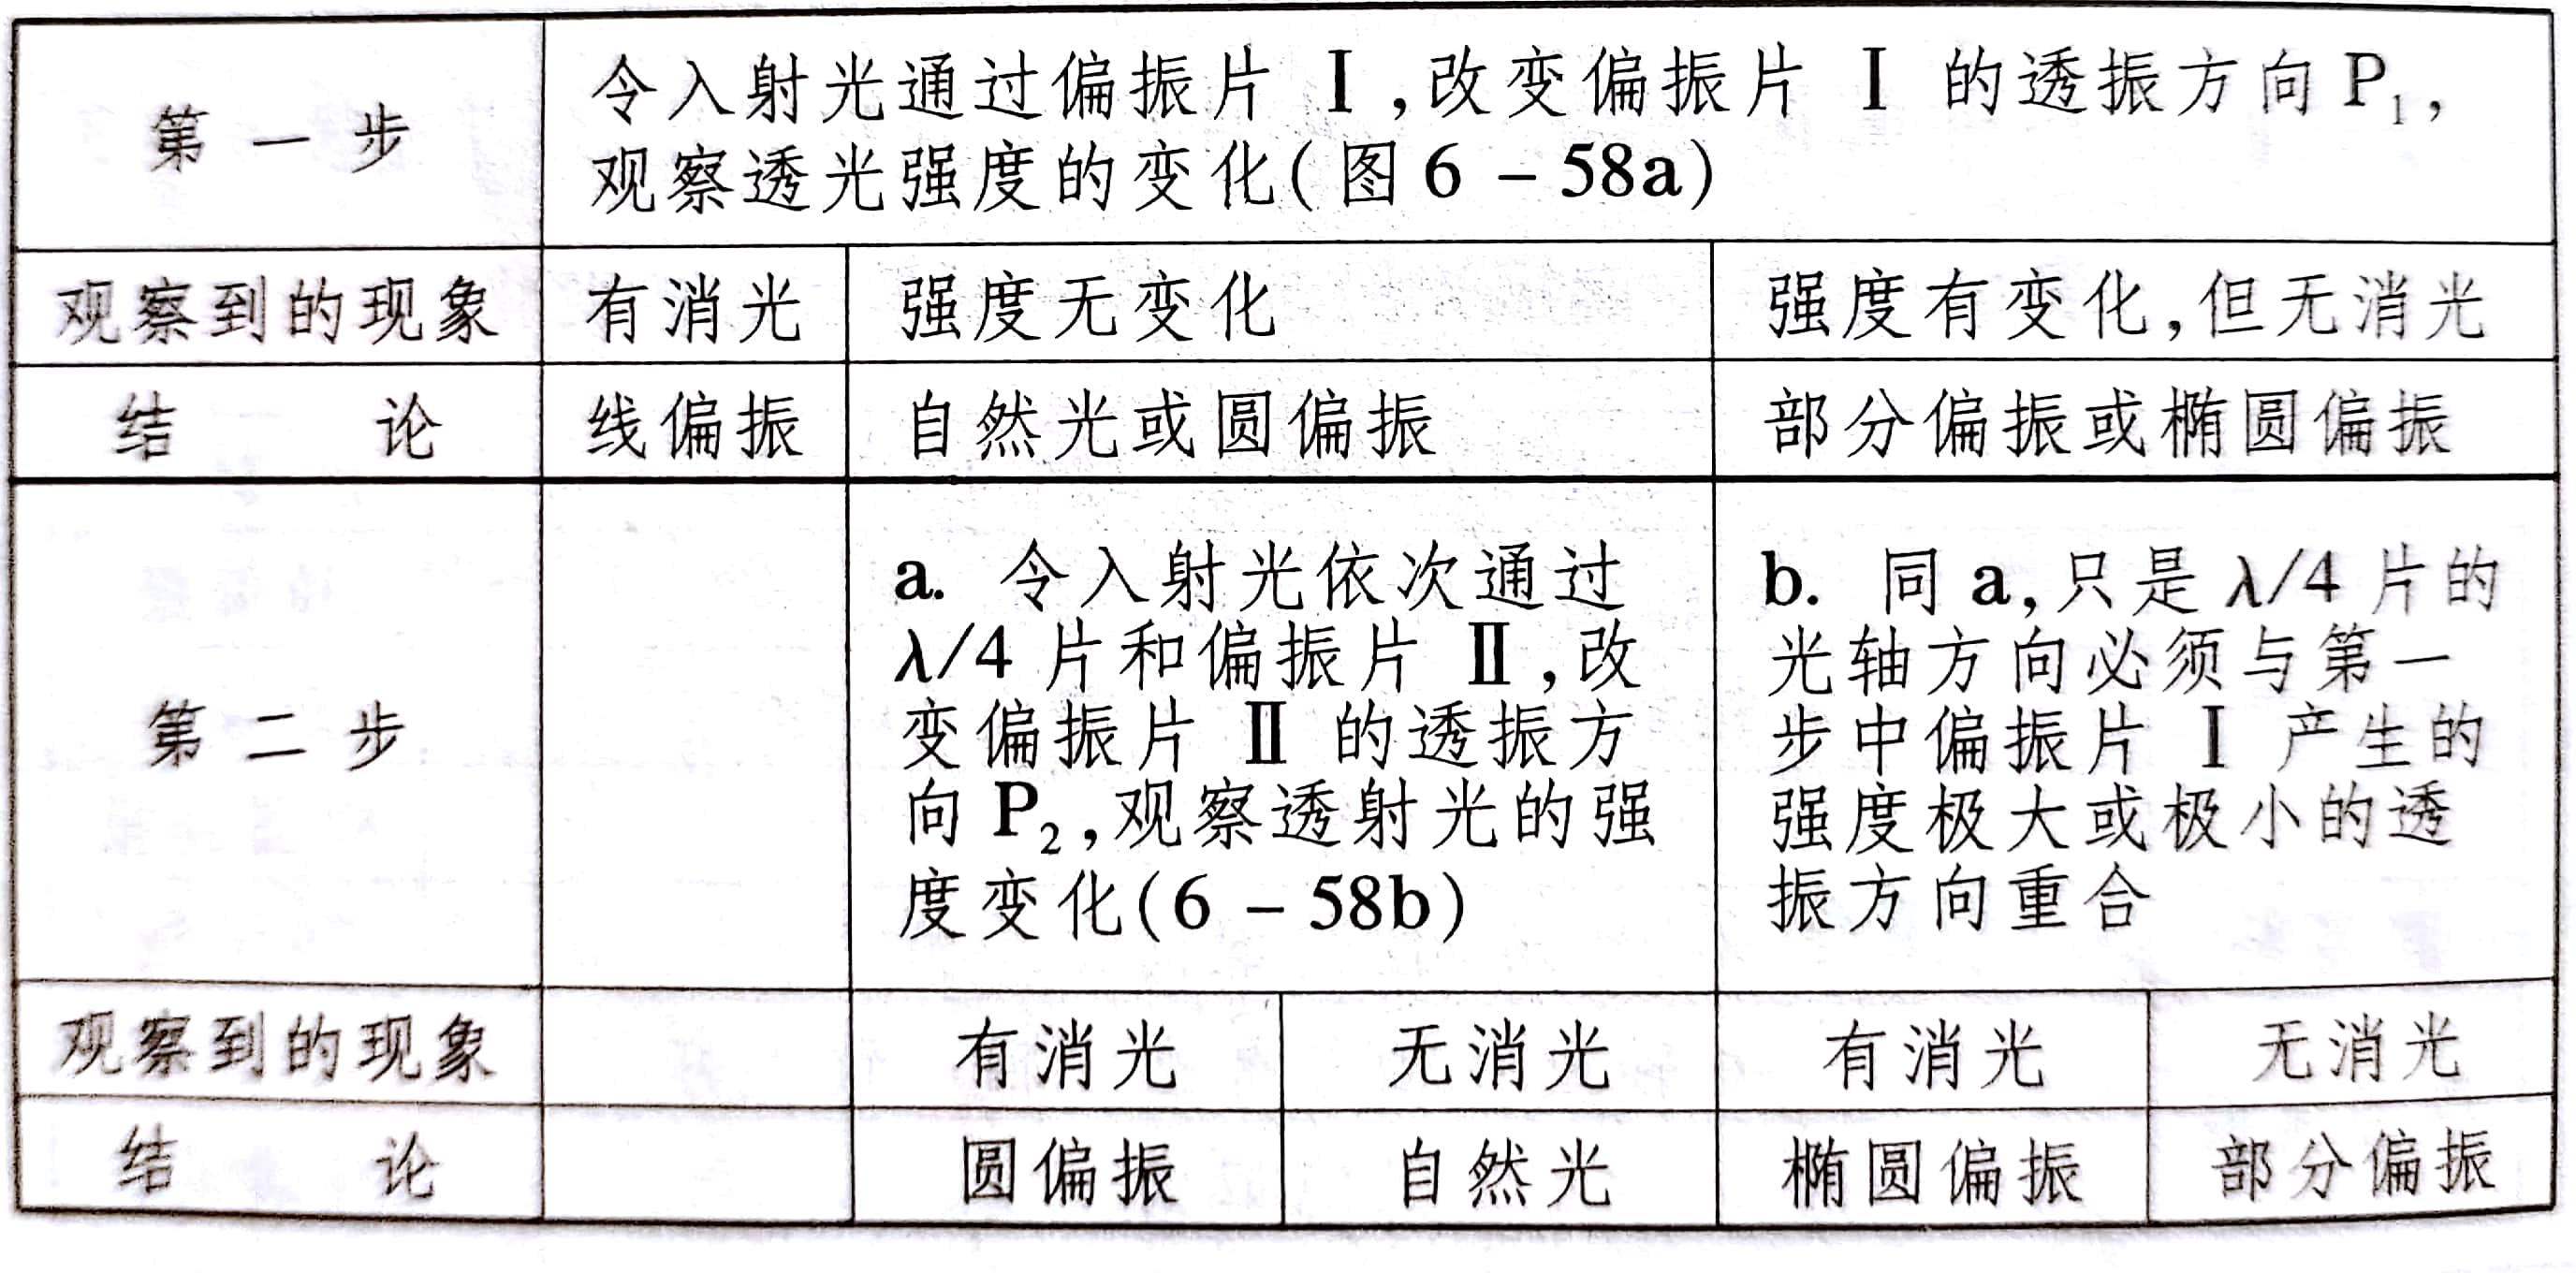 第一步
令入射光通过偏振片 Ⅰ,改变偏振片 Ⅰ 的透振方向P₁,
观察透光强度的变化(图6-58a)
观察到的现象
有消光
强度无变化
强度有变化,但无消光
结论
线偏振
自然光或圆偏振
部分偏振或椭圆偏振
第二步
a. 令入射光依次通过
λ/4 片和偏振片 Ⅱ,改
变偏振片 Ⅱ 的透振方
向P₂,观察透射光的强
度变化(6-58b)
b. 同a,只是λ/4片的
光轴方向必须与第一
步中偏振片 Ⅰ 产生的
强度极大或极小的透
振方向重合
观察到的现象
有消光
无消光
有消光
无消光
结论
圆偏振
自然光
椭圆偏振
部分偏振